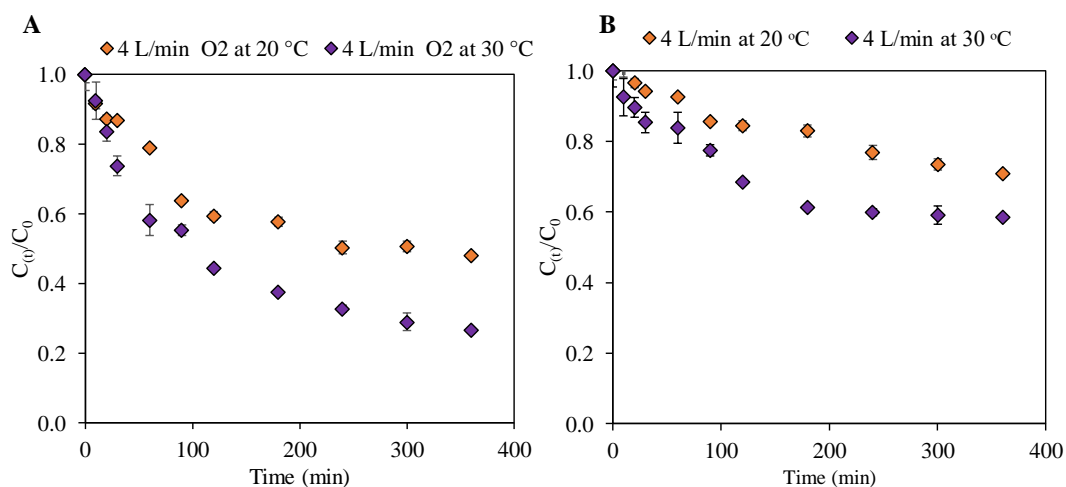 A
4 L/min O2 at 20 °C 4 L/min O2 at 30 °C
1.0
0.8
0.6
0.4
0.2
0.0
C(t)/C0
0 100 200 300 400
Time (min)
B
4 L/min at 20 °C 4 L/min at 30 °C
1.0
0.8
0.6
0.4
0.2
0.0
C(t)/C0
0 100 200 300 400
Time (min)